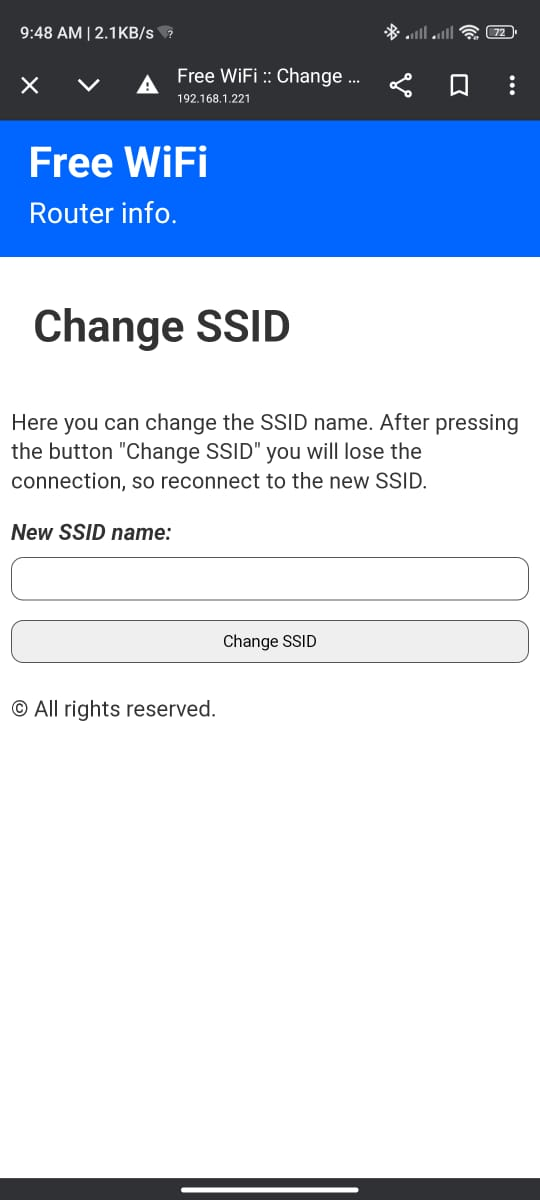 9:48 AM | 2.1KB/s
72
Free WiFi :: Change ...
192.168.1.221
Free WiFi
Router info.
Change SSID
Here you can change the SSID name. After pressing
the button "Change SSID" you will lose the
connection, so reconnect to the new SSID.
New SSID name:
Change SSID
© All rights reserved.